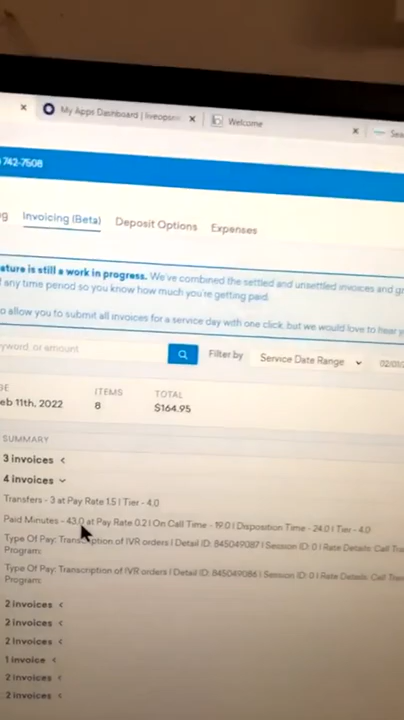 My Apps Dashboard | liveops
Welcome
742-7508
Invoicing (Beta)
Deposit Options
Expenses
ature is still a work in progress. We've combined the settled and unsettled invoices and
any time period so you know how much you're getting paid.
o allow you to submit all invoices for a service day with one click, but we would love to hear
yword, or amount
Filter by
Service Date Range
ITEMS
TOTAL
eb 11th, 2022
8
$164.95
SUMMARY
3 invoices <
4 invoices
Transfers - 3 at Pay Rate 1.5 | Tier - 4.0
Paid Minutes - 43.0 at Pay Rate 0.2 | On Call Time - 19.0 | Disposition Time - 24.0 | Tier - 4.0
Type Of Pay: Transcription of IVR orders | Detail ID: 845049087 | Session ID: 0 | Rate Details: Call
Program:
Type Of Pay: Transcription of IVR orders | Detail ID: 845049086 | Session ID: 0 | Rate Details: Call
Program:
2 invoices <
2 invoices <
2 Invoices <
1 invoice <
2 invoices <
2 invoices <